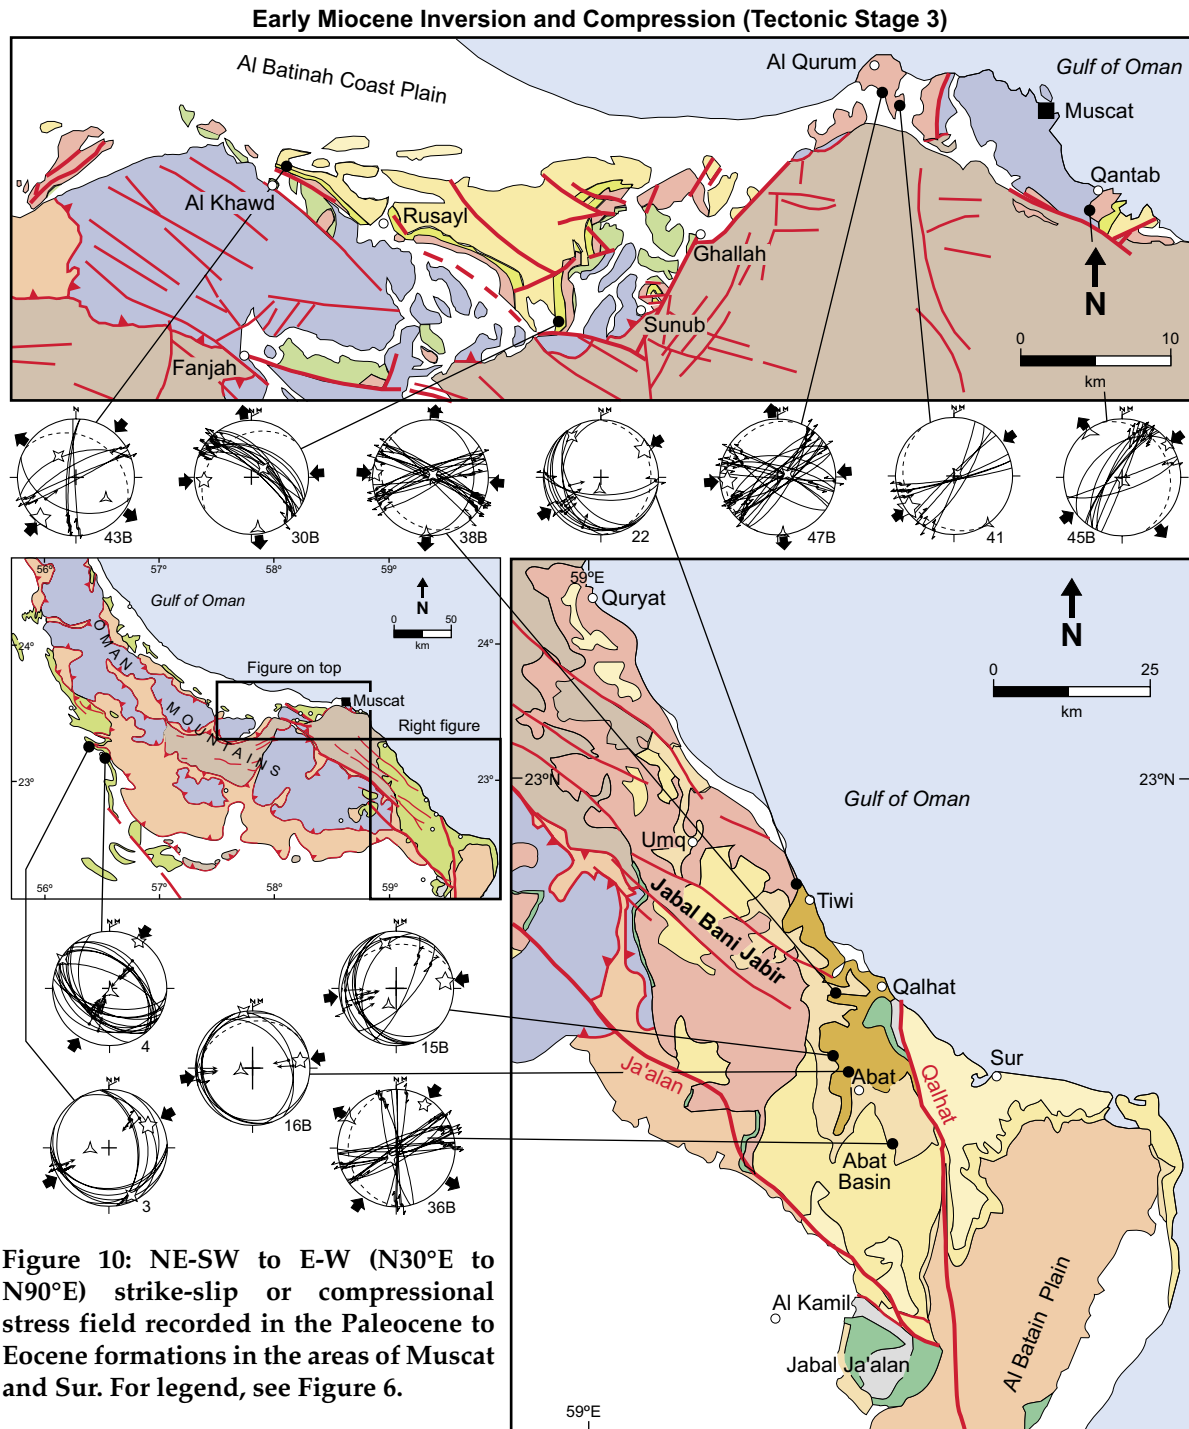 Early Miocene Inversion and Compression (Tectonic Stage 3)
Al Batinah Coast Plain
Al Qurum
Gulf of Oman
Muscat
Qantab
Al Khawd
Rusayl
Ghallah
Sunub
Fanjah
N
0 10
km
N
43B
N M
30B
N M
38B
N M
22
N M
47B
N M
41
N M
45B
56° 57° 58° 59°
Gulf of Oman
N
0 50
km
24° 24°
OMAN
MOUNTAINS
Figure on top
Muscat
Right figure
23° 23°
56° 57° 58° 59°
N M
4
N M
15B
N M
16B
N M
3
N M
36B
59°E
Quryat
N
0 25
km
23°N 23°N
Gulf of Oman
Umq
Jabal Bani Jabir
Tiwi
Qalhat
Sur
Ja'alan
Abat
Qalhat
Abat
Basin
Al Kamil
Jabal Ja'alan
Al Batain Plain
59°E
Figure 10: NE-SW to E-W (N30°E to
N90°E) strike-slip or compressional
stress field recorded in the Paleocene to
Eocene formations in the areas of Muscat
and Sur. For legend, see Figure 6.